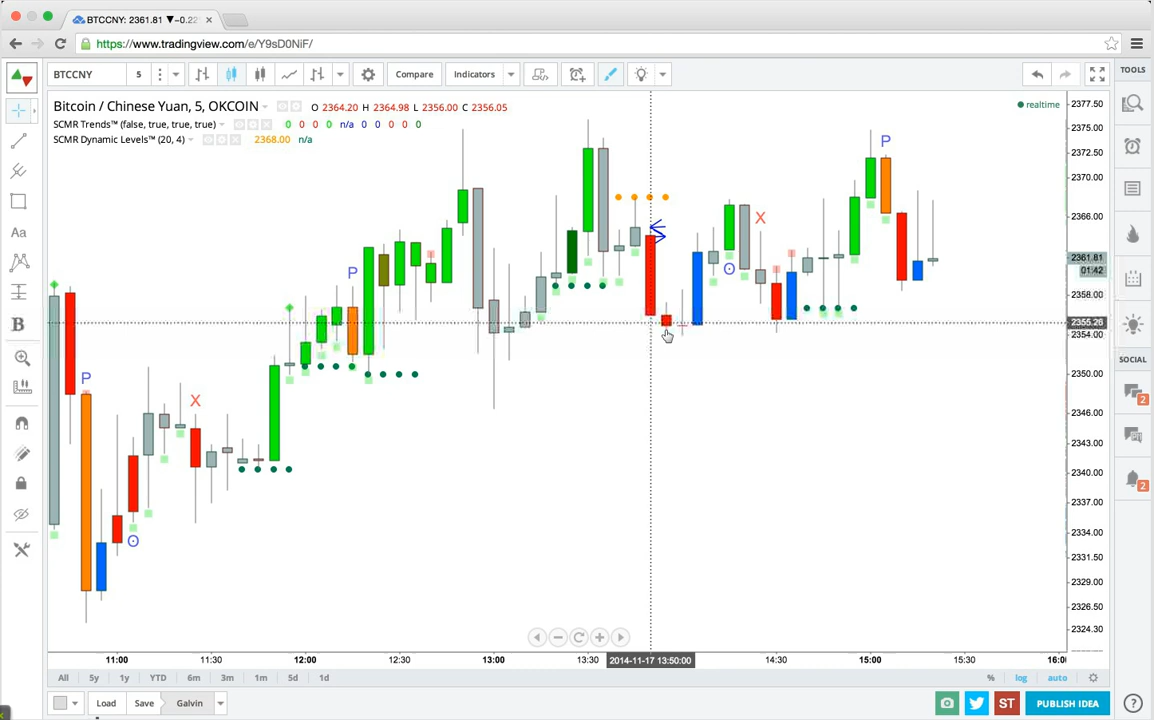 BTCCNY: 2361.81 ▼−0.22
https://www.tradingview.com/e/Y9sD0NiF/
BTCCNY 5 Compare Indicators TOOLS
Bitcoin / Chinese Yuan, 5, OKCOIN O 2364.20 H 2364.98 L 2356.00 C 2356.05
realtime
SCMR Trends™ (false, true, true, true) 0 0 0 0 n/a 0 0 0 0 0
SCMR Dynamic Levels™ (20, 4) 2368.00 n/a
2377.50
2375.00
2372.50
2370.00
2366.00
2361.81
01:42
2358.00
2355.26
2354.00
2350.00
2346.00
2343.00
2340.00
2337.00
2334.00
2331.50
2329.00
2326.50
2324.30
P
P
X
P
X
Aa
B
SOCIAL
2
2
11:00 11:30 12:00 12:30 13:00 13:30 2014-11-17 13:50:00 14:30 15:00 15:30 16:0
All 5y 1y YTD 6m 3m 1m 5d 1d % log auto
Load Save Galvin ST PUBLISH IDEA ?